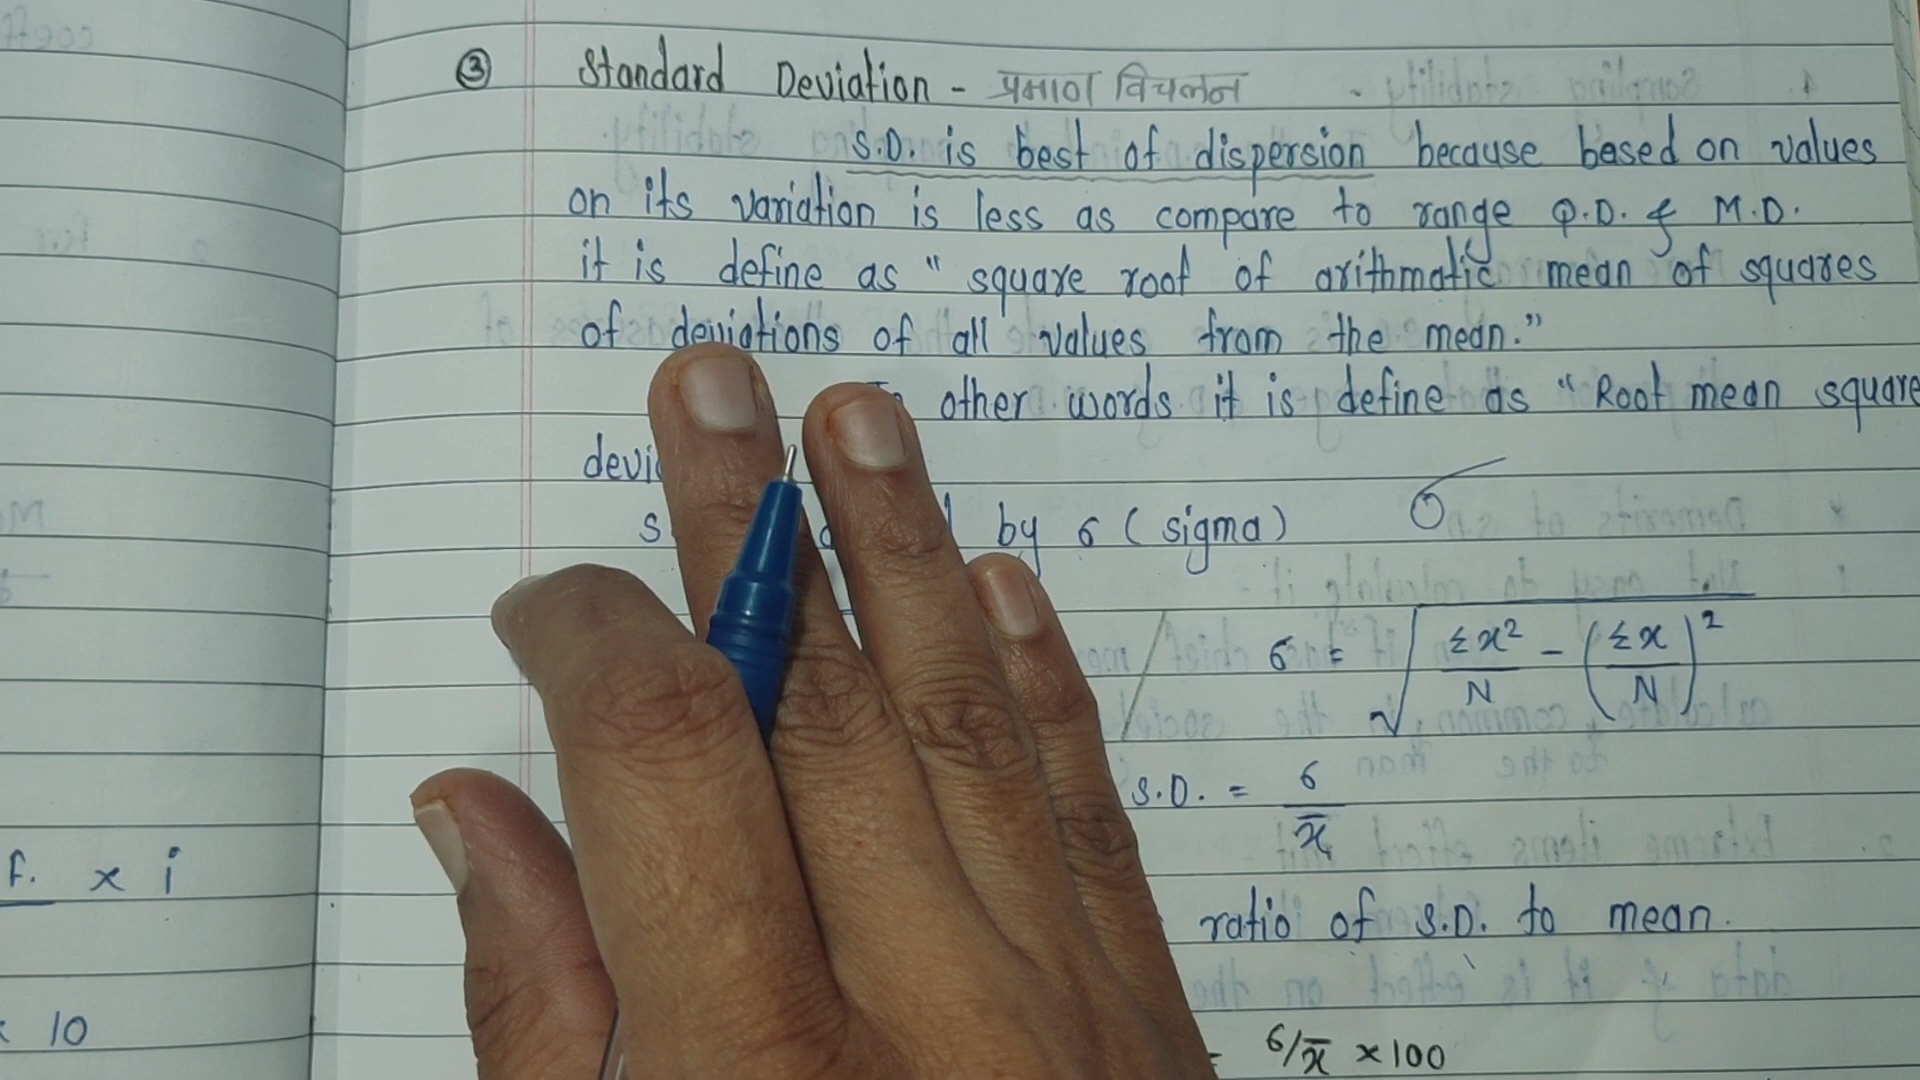 ③ Standard Deviation - प्रमाण विचलन
S.D. is best of dispersion because based on values
on its variation is less as compare to range Q.D. & M.D.
it is define as " square root of arithmatic mean of squares
of deviations of all values from the mean."
other words it is define as "Root mean square
by σ (sigma) σ
σ = √ Σx²/N - (Σx/N)²
S.D. = σ/x̄
ratio of S.D. to mean.
= σ/x̄ × 100
f. × i
10